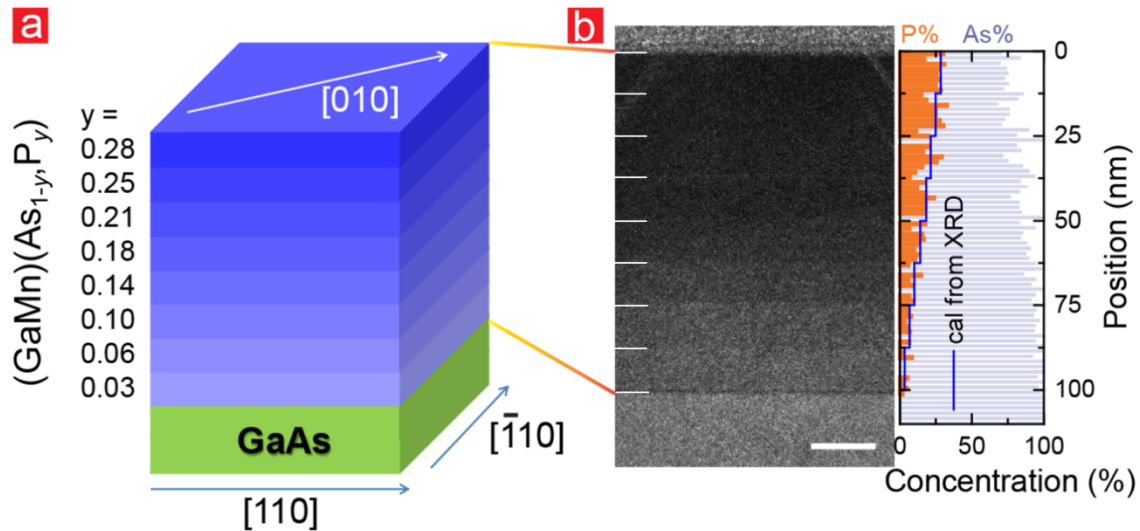 a
(GaMn)(As1-y,Py)
y =
0.28
0.25
0.21
0.18
0.14
0.10
0.06
0.03
[010]
GaAs
[110]
[1̄10]
b
P% As%
cal from XRD
0
25
50
75
100
Position (nm)
0 50 100
Concentration (%)